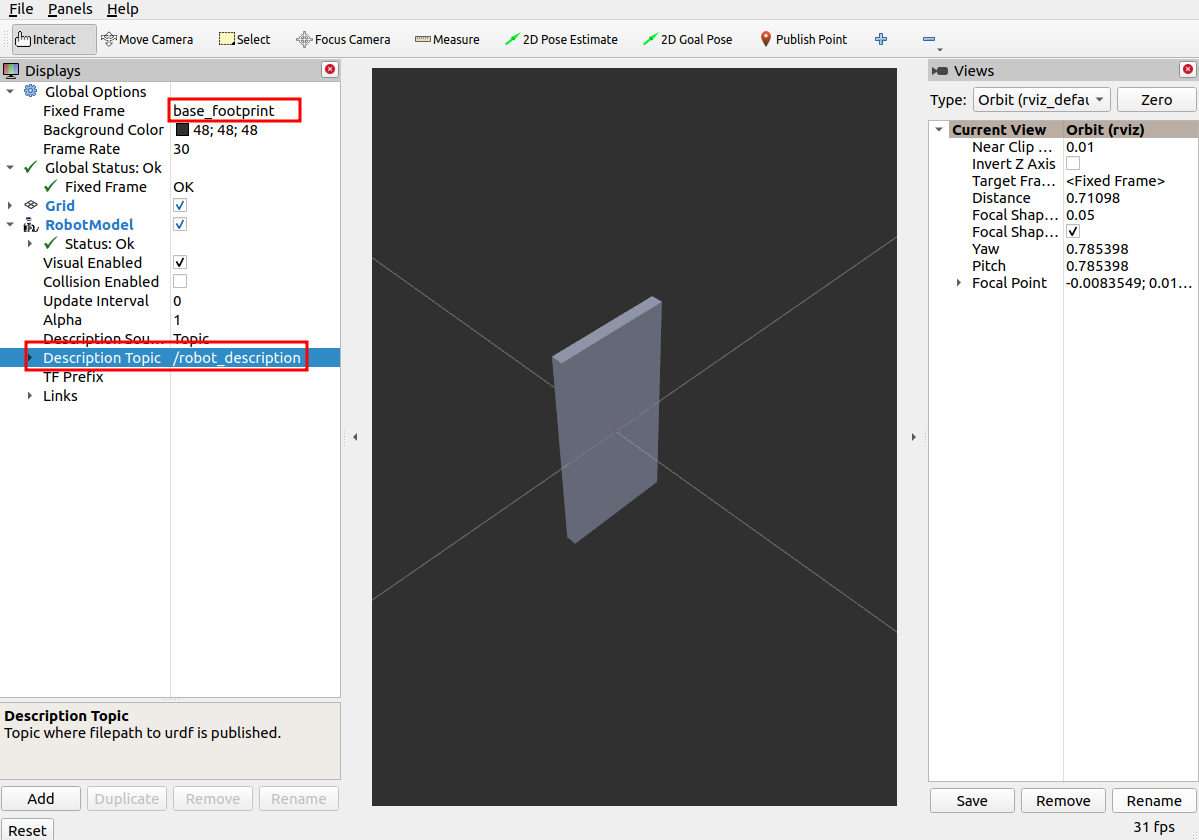 File Panels Help
Interact Move Camera Select Focus Camera Measure 2D Pose Estimate 2D Goal Pose Publish Point
Displays
Global Options
Fixed Frame base_footprint
Background Color 48; 48; 48
Frame Rate 30
Global Status: Ok
Fixed Frame OK
Grid
RobotModel
Status: Ok
Visual Enabled
Collision Enabled
Update Interval 0
Alpha 1
Description Sou... Topic
Description Topic /robot_description
TF Prefix
Links
Description Topic
Topic where filepath to urdf is published.
Add Duplicate Remove Rename
Reset
Views
Type: Orbit (rviz_defau Zero
Current View Orbit (rviz)
Near Clip ... 0.01
Invert Z Axis
Target Fra... <Fixed Frame>
Distance 0.71098
Focal Shap... 0.05
Focal Shap...
Yaw 0.785398
Pitch 0.785398
Focal Point -0.0083549; 0.01...
Save Remove Rename
31 fps